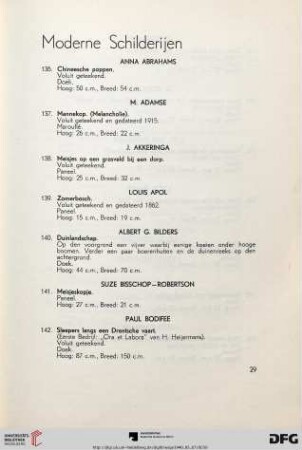 Moderne Schilderijen
ANNA ABRAHAMS
136. Chineesche poppen.
Voluit geteekend.
Doek.
Hoog: 50 c.m., Breed: 54 c.m.
M. ADAMSE
137. Mannekop. (Melancholie).
Voluit geteekend en gedateerd 1915.
Marouflé.
Hoog: 26 c.m., Breed: 22 c.m.
J. AKKERINGA
138. Meisjes op een grasveld bij een dorp.
Voluit geteekend.
Paneel.
Hoog: 25 c.m., Breed: 32 c.m.
LOUIS APOL
139. Zomerbosch.
Voluit geteekend en gedateerd 1862.
Paneel.
Hoog: 15 c.m., Breed: 19 c.m.
ALBERT G. BILDERS
140. Duinlandschap.
Op den voorgrond een vijver waarbij eenige koeien onder hooge
boomen. Verder een paar boerenhuizen en de duinenreeks op den
achtergrond.
Doek.
Hoog: 44 c.m., Breed: 70 c.m.
SUZE BISSCHOP—ROBERTSON
141. Meisjeskopje.
Paneel.
Hoog: 27 c.m., Breed: 21 c.m.
PAUL BODIFEE
142. Sleepers langs een Drentsche vaart.
(Eerste Bedrijf: „Ora et Labora" van H. Heijermans).
Voluit geteekend.
Doek.
Hoog: 87 c.m., Breed: 150 c.m.
29
UNIVERSITÄTS-
BIBLIOTHEK
HEIDELBERG
DFG